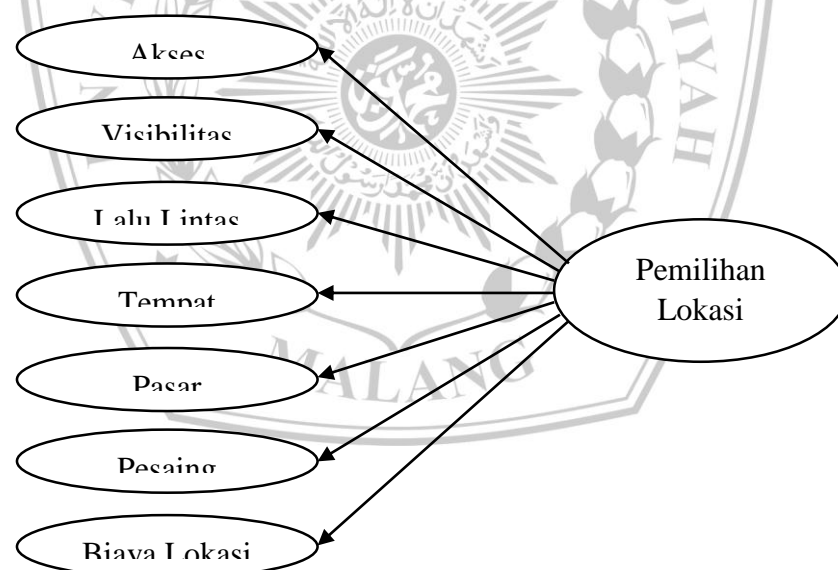 Akses
Visibilitas
Lalu Lintas
Tempat
Pasar
Pesaing
Biaya Lokasi
Pemilihan
Lokasi
MALANG